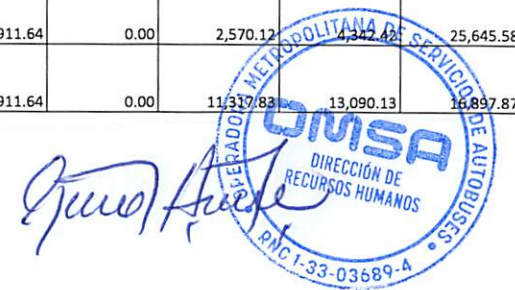 911.64 0.00 2,570.12 4,342.42 25,645.58
911.64 0.00 11,317.83 13,090.13 16,897.87
OPERADORA METROPOLITANA DE SERVICIO DE AUTOBUSES
OMSA
DIRECCIÓN DE
RECURSOS HUMANOS
RNC 1-33-03689-4